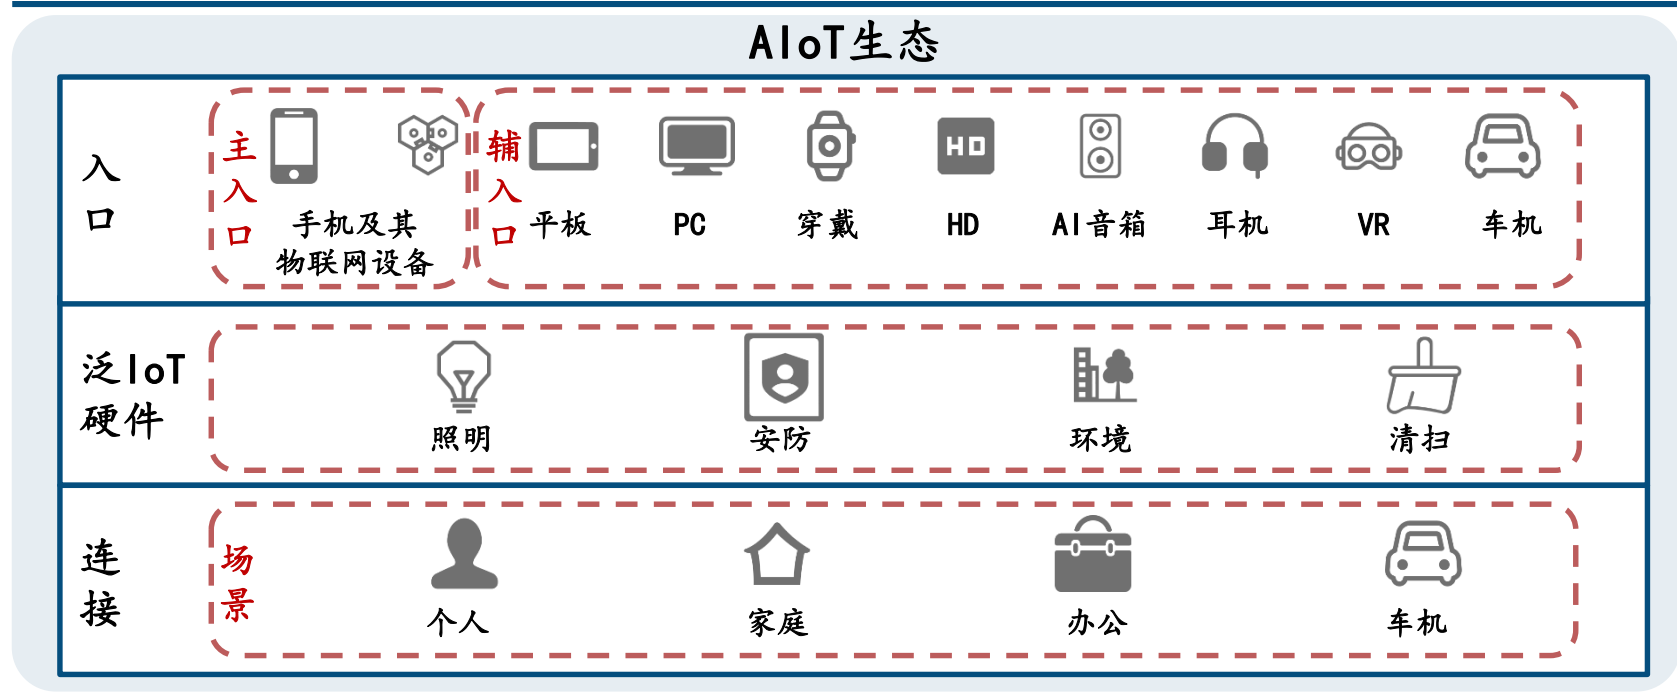 AIoT生态
入口
主入口
手机及其
物联网设备
辅入口
平板
PC
穿戴
HD
HD
AI音箱
耳机
VR
车机
泛IoT
硬件
照明
安防
环境
清扫
连接
场景
个人
家庭
办公
车机